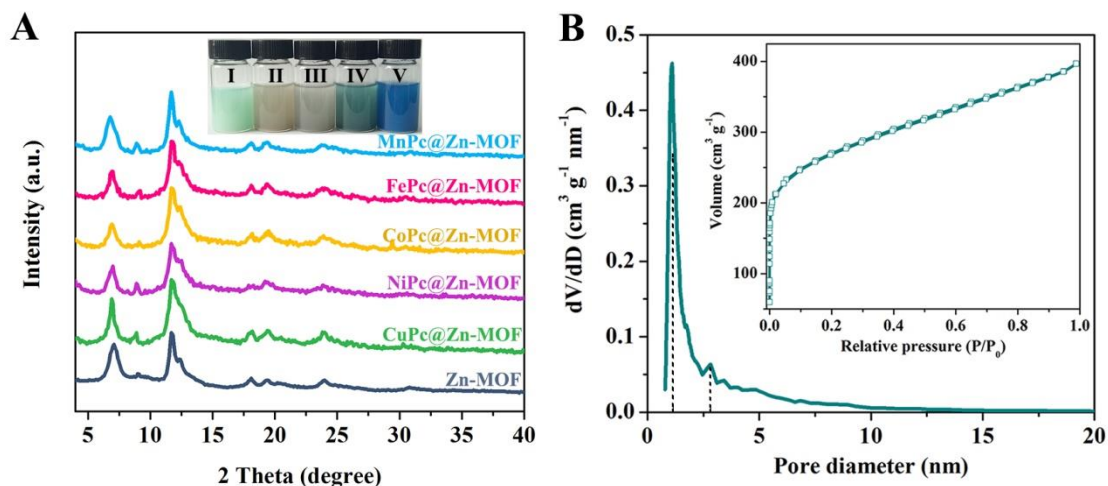 A
I II III IV V
MnPc@Zn-MOF
FePc@Zn-MOF
CoPc@Zn-MOF
NiPc@Zn-MOF
CuPc@Zn-MOF
Zn-MOF
Intensity (a.u.)
5 10 15 20 25 30 35 40
2 Theta (degree)
B
0.5
0.4
0.3
0.2
0.1
0.0
dV/dD (cm³ g⁻¹ nm⁻¹)
0 5 10 15 20
Pore diameter (nm)
400
300
200
100
Volume (cm³ g⁻¹)
0.0 0.2 0.4 0.6 0.8 1.0
Relative pressure (P/P₀)